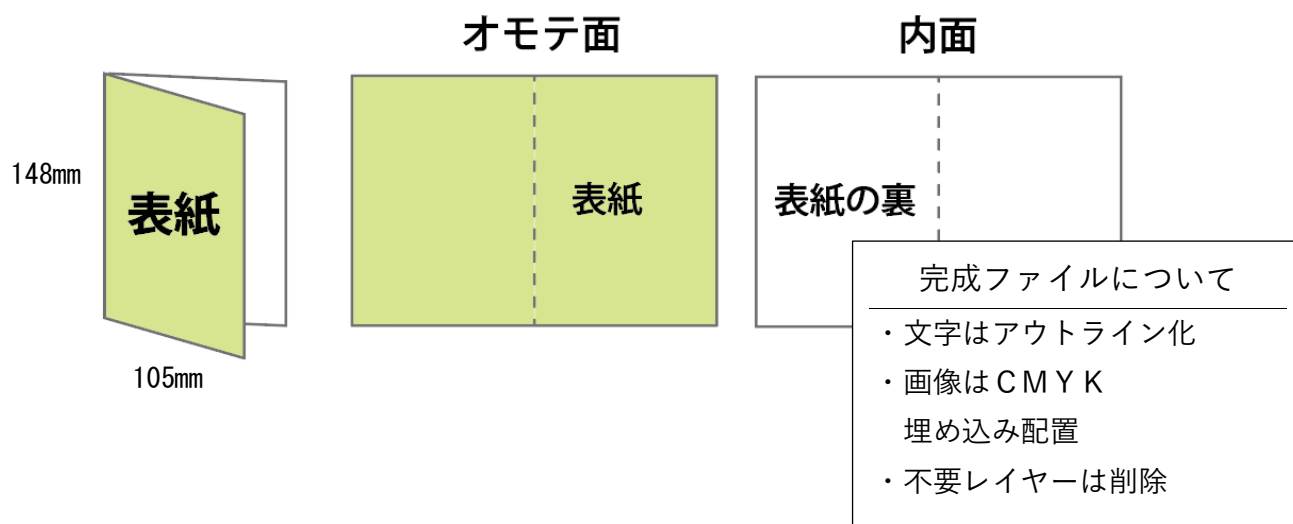 オモテ面
内面
148mm
表紙
表紙
表紙の裏
105mm
完成ファイルについて
・文字はアウトライン化
・画像はＣＭＹＫ
埋め込み配置
・不要レイヤーは削除